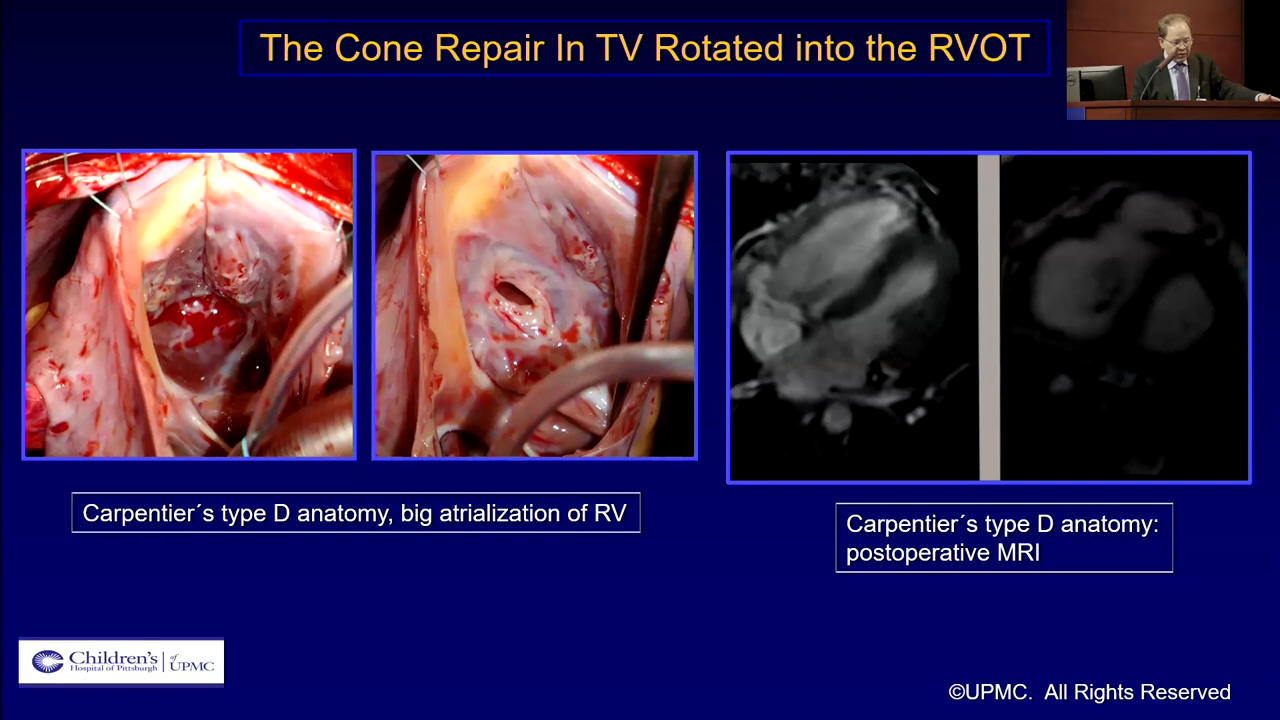 The Cone Repair In TV Rotated into the RVOT
Carpentier´s type D anatomy, big atrialization of RV
Carpentier´s type D anatomy:
postoperative MRI
Children's
Hospital of Pittsburgh
of
UPMC
©UPMC. All Rights Reserved